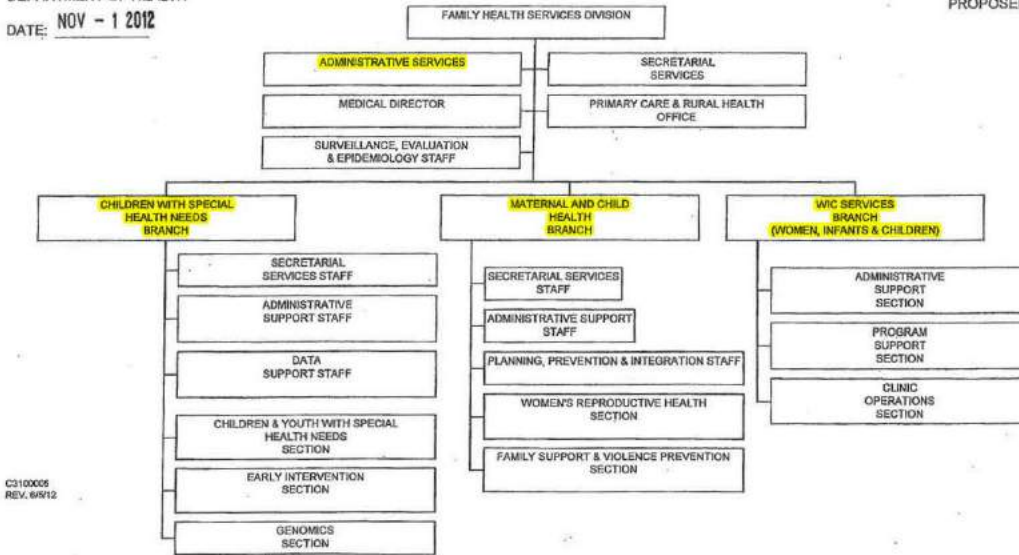 DATE: NOV - 1 2012
PROPOSE
FAMILY HEALTH SERVICES DIVISION
ADMINISTRATIVE SERVICES
SECRETARIAL
SERVICES
MEDICAL DIRECTOR
PRIMARY CARE & RURAL HEALTH
OFFICE
SURVEILLANCE, EVALUATION
& EPIDEMIOLOGY STAFF
CHILDREN WITH SPECIAL
HEALTH NEEDS
BRANCH
MATERNAL AND CHILD
HEALTH
BRANCH
WIC SERVICES
BRANCH
(WOMEN, INFANTS & CHILDREN)
SECRETARIAL
SERVICES STAFF
ADMINISTRATIVE
SUPPORT STAFF
DATA
SUPPORT STAFF
CHILDREN & YOUTH WITH SPECIAL
HEALTH NEEDS
SECTION
EARLY INTERVENTION
SECTION
GENOMICS
SECTION
SECRETARIAL SERVICES
STAFF
ADMINISTRATIVE SUPPORT
STAFF
PLANNING, PREVENTION & INTEGRATION STAFF
WOMEN'S REPRODUCTIVE HEALTH
SECTION
FAMILY SUPPORT & VIOLENCE PREVENTION
SECTION
ADMINISTRATIVE
SUPPORT
SECTION
PROGRAM
SUPPORT
SECTION
CLINIC
OPERATIONS
SECTION
C3100005
REV. 6/5/12